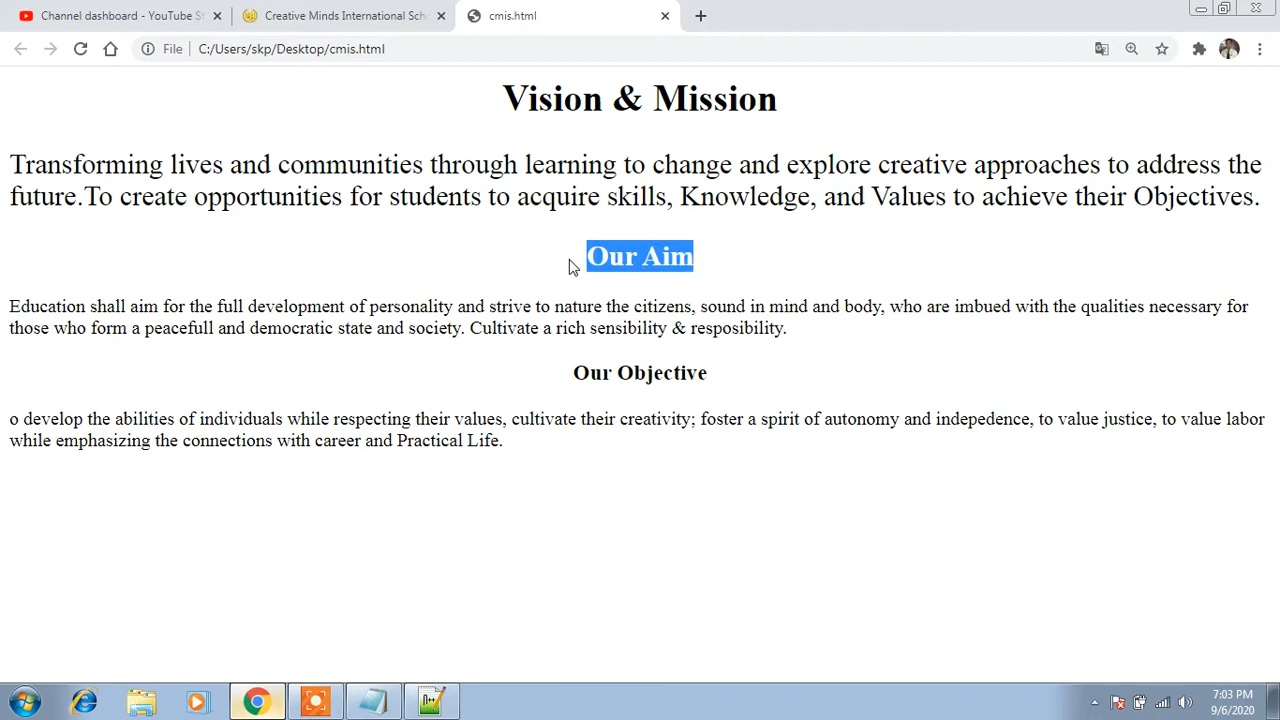 Channel dashboard - YouTube St
Creative Minds International Sch
cmis.html
File
C:/Users/skp/Desktop/cmis.html
Vision & Mission
Transforming lives and communities through learning to change and explore creative approaches to address the
future.To create opportunities for students to acquire skills, Knowledge, and Values to achieve their Objectives.
Our Aim
Education shall aim for the full development of personality and strive to nature the citizens, sound in mind and body, who are imbued with the qualities necessary for
those who form a peacefull and democratic state and society. Cultivate a rich sensibility & resposibility.
Our Objective
o develop the abilities of individuals while respecting their values, cultivate their creativity; foster a spirit of autonomy and indepedence, to value justice, to value labor
while emphasizing the connections with career and Practical Life.
7:03 PM
9/6/2020